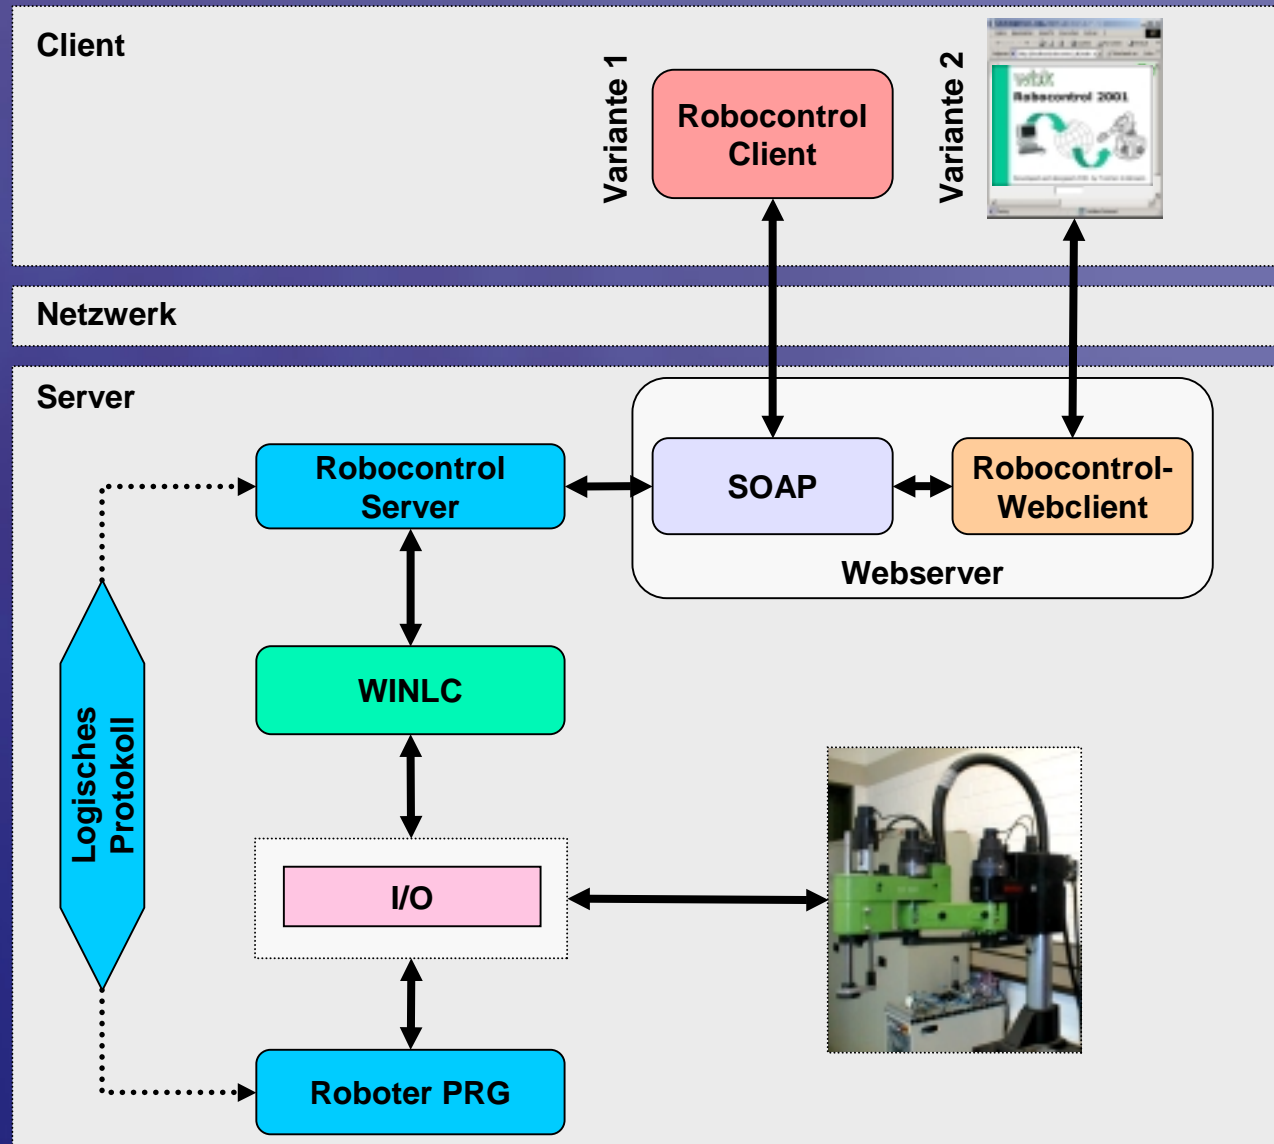 Client
Variante 1
Robocontrol
Client
Variante 2
wbk
Robocontrol 2001
Netzwerk
Server
Robocontrol
Server
SOAP
Robocontrol-
Webclient
Webserver
WINLC
Logisches
Protokoll
I/O
Roboter PRG